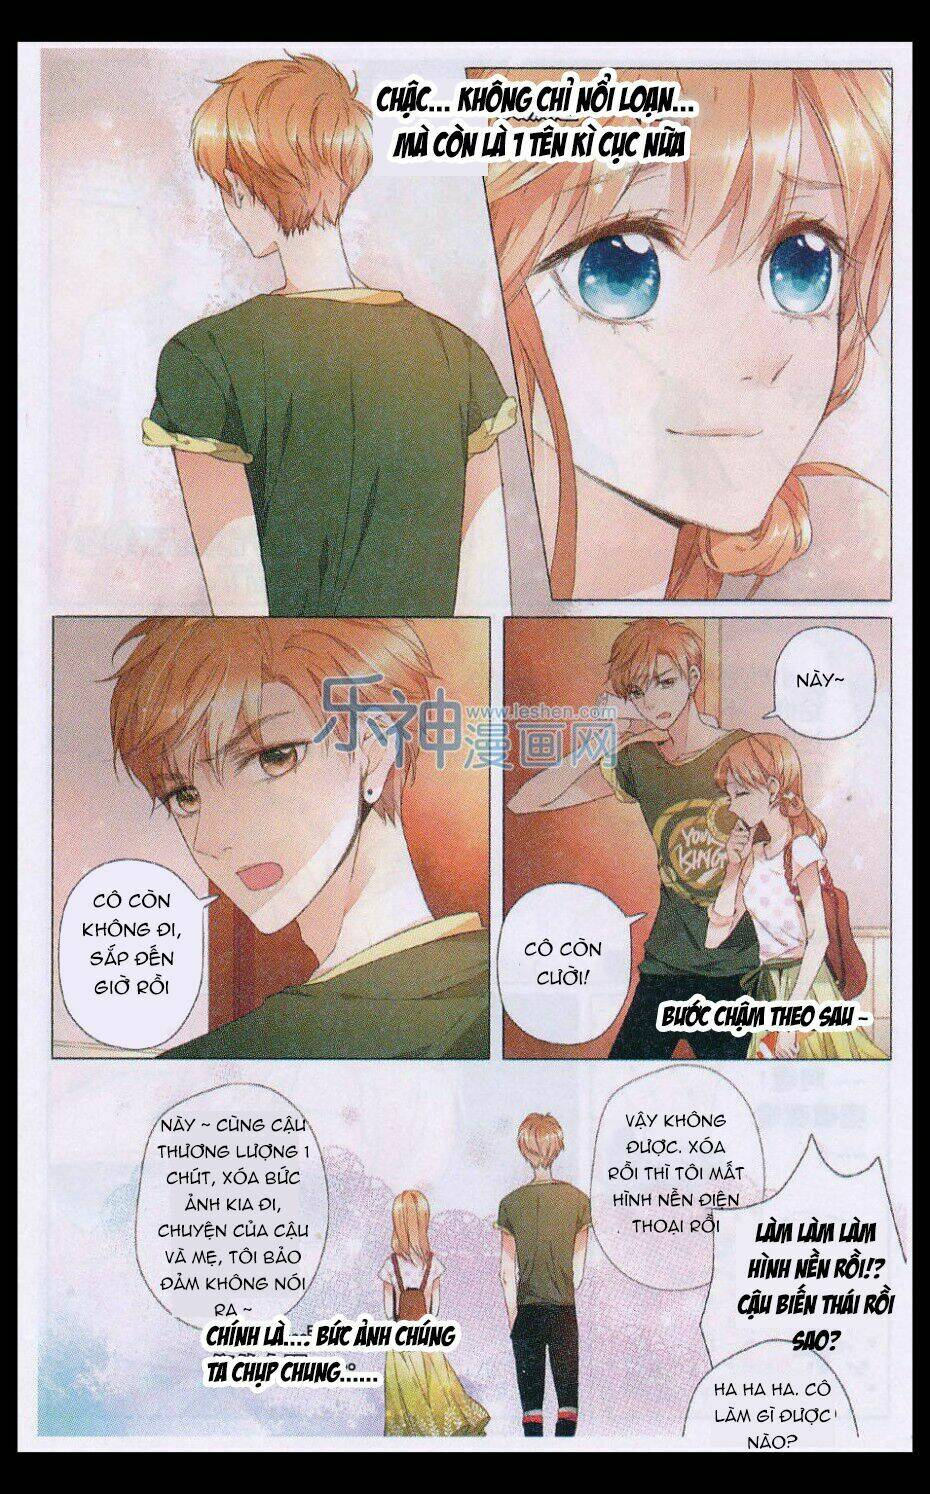 CHẬC... KHÔNG CHỈ NỔI LOẠN...
MÀ CÒN LÀ 1 TÊN KÌ CỤC NỮA
CÔ CÒN
KHÔNG ĐI,
SẮP ĐẾN
GIỜ RỒI
乐神漫画网
www.leshen.com
NÀY~
YOUNG
KING
CÔ CÒN
CƯỜI!
BƯỚC CHẬM THEO SAU ~
NÀY ~ CÙNG CẬU
THƯƠNG LƯỢNG 1
CHÚT, XÓA BỨC
ẢNH KIA ĐI,
CHUYỆN CỦA CẬU
VÀ MẸ, TÔI BẢO
ĐẢM KHÔNG NÓI
RA ~
VẬY KHÔNG
ĐƯỢC. XÓA
RỒI THÌ TÔI MẤT
HÌNH NỀN ĐIỆN
THOẠI RỒI
LÀM LÀM LÀM
HÌNH NỀN RỒI!?
CẬU BIẾN THÁI RỒI
SAO?
CHÍNH LÀ.... BỨC ẢNH CHÚNG
TA CHỤP CHUNG......
HA HA HA. CÔ
LÀM GÌ ĐƯỢC
NÀO?